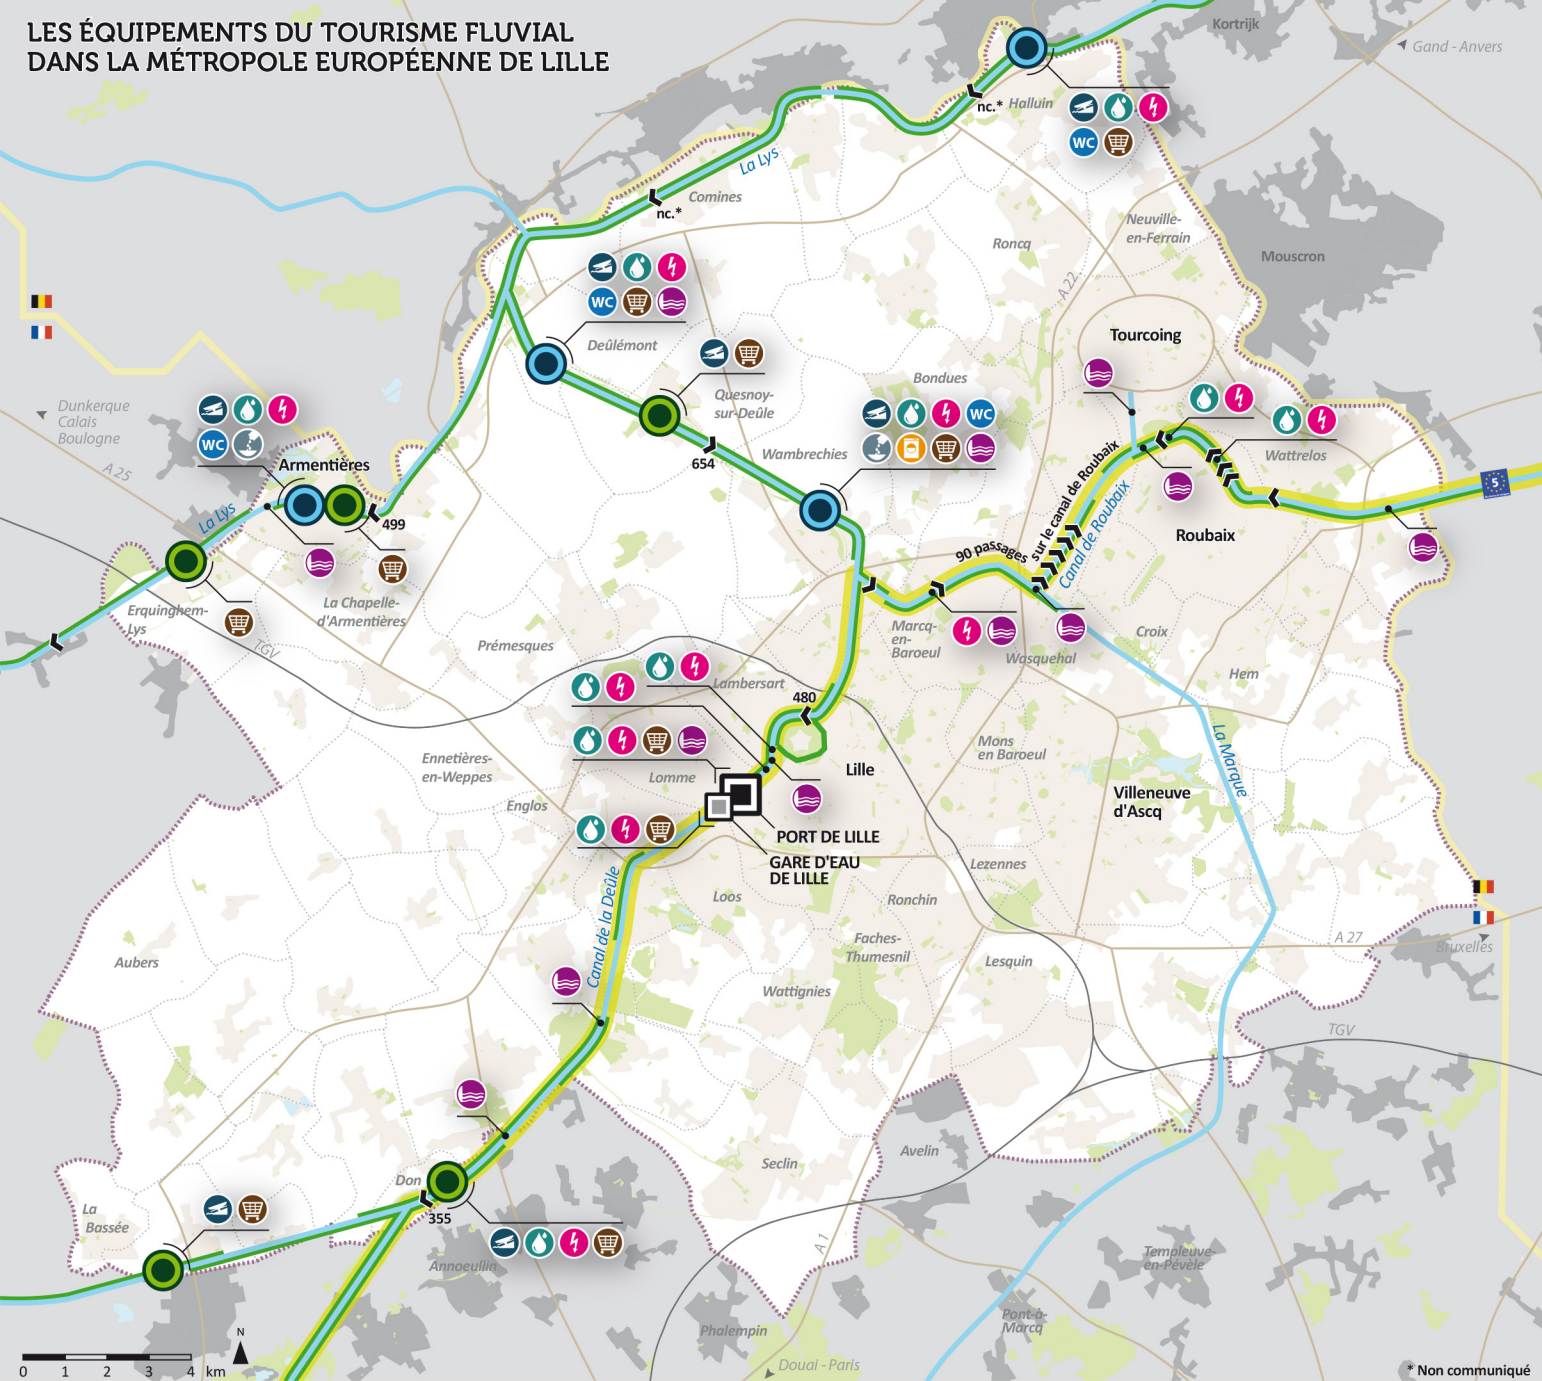 LES ÉQUIPEMENTS DU TOURISME FLUVIAL
DANS LA MÉTROPOLE EUROPÉENNE DE LILLE
Kortrijk
Gand - Anvers
nc.*
Halluin
WC
La Lys
Comines
nc.*
Neuville-
en-Ferrain
Roncq
Mouscron
A 22
WC
Tourcoing
Deûlémont
Quesnoy-
sur-Deûle
Bondues
WC
Dunkerque
Calais
Boulogne
WC
A 25
Armentières
654
Wambrechies
Wattrelos
5
499
La Lys
sur le canal de Roubaix
Canal de Roubaix
Roubaix
90 passages
La Chapelle-
d'Armentières
Erquinghem-
Lys
TGV
Prémesques
Marcq-
en-
Baroeul
Croix
Wasquehal
Hem
Lambersart
480
La Marque
Mons
en Baroeul
Ennetières-
en-Weppes
Lomme
Lille
Englos
Villeneuve
d'Ascq
PORT DE LILLE
GARE D'EAU
DE LILLE
Lezennes
Canal de la Deûle
Loos
Ronchin
Faches-
Thumesnil
A 27
Bruxelles
Aubers
Lesquin
Wattignies
TGV
Avelin
Seclin
Don
La
Bassée
355
A 1
Annoeullin
Templeuve-
en-Pévèle
Pont-à-
Marcq
Phalempin
Douai - Paris
N
0 1 2 3 4 km
* Non communiqué